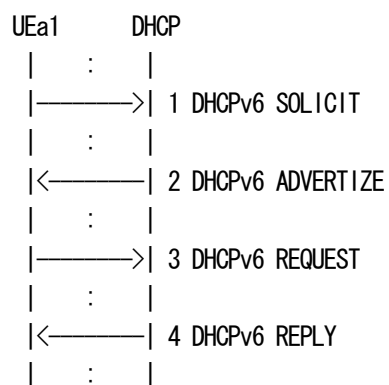 UEa1 DHCP
| : |
|-------->| 1 DHCPv6 SOLICIT
| : |
|<--------| 2 DHCPv6 ADVERTIZE
| : |
|-------->| 3 DHCPv6 REQUEST
| : |
|<--------| 4 DHCPv6 REPLY
| : |